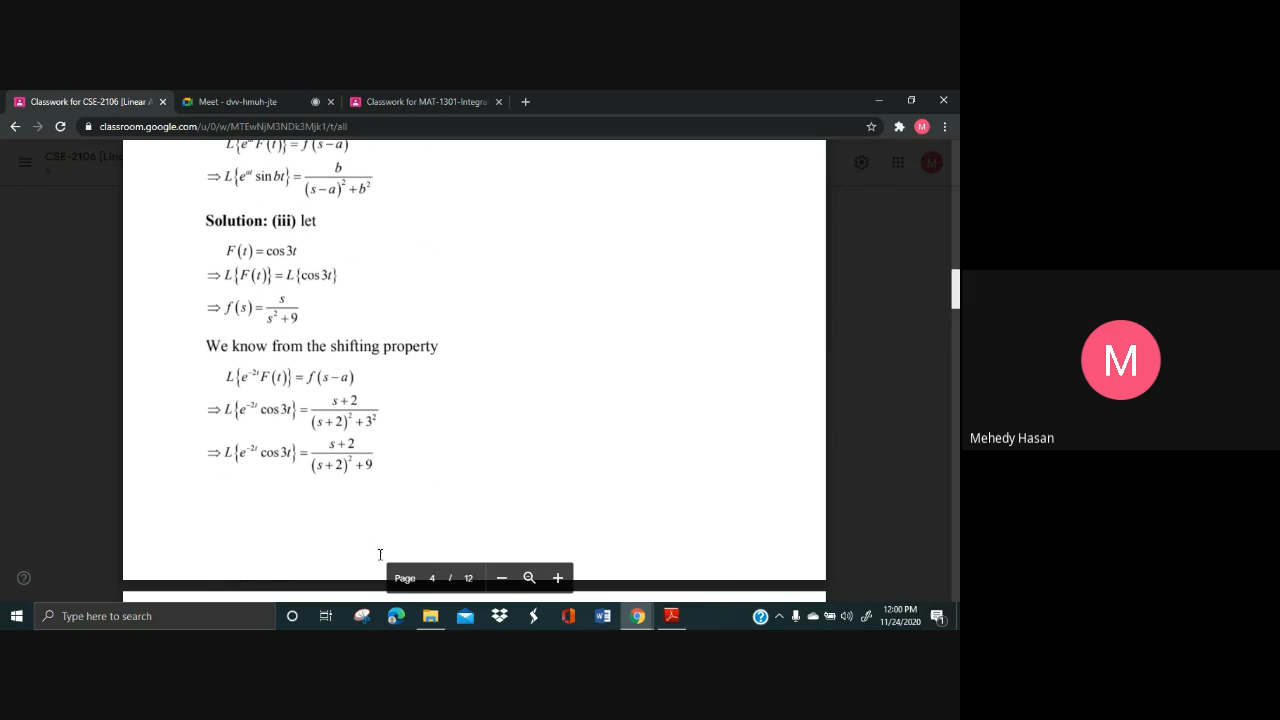 Classwork for CSE-2106 [Linear A
Meet - dvv-hmuh-jte
Classwork for MAT-1301-Integra
classroom.google.com/u/0/w/MTEwNjM3NDk3Mjk1/t/all
M
CSE-2106 [Lin
M
L{e^{at} F(t)} = f(s-a)
⇒ L{e^{at} sin bt} = b/((s-a)^2 + b^2)
Solution: (iii) let
F(t) = cos 3t
⇒ L{F(t)} = L{cos 3t}
⇒ f(s) = s/(s^2 + 9)
We know from the shifting property
L{e^{-2t} F(t)} = f(s-a)
⇒ L{e^{-2t} cos 3t} = (s+2)/((s+2)^2 + 3^2)
⇒ L{e^{-2t} cos 3t} = (s+2)/((s+2)^2 + 9)
Page 4 / 12
M
Mehedy Hasan
Type here to search
12:00 PM
11/24/2020
1